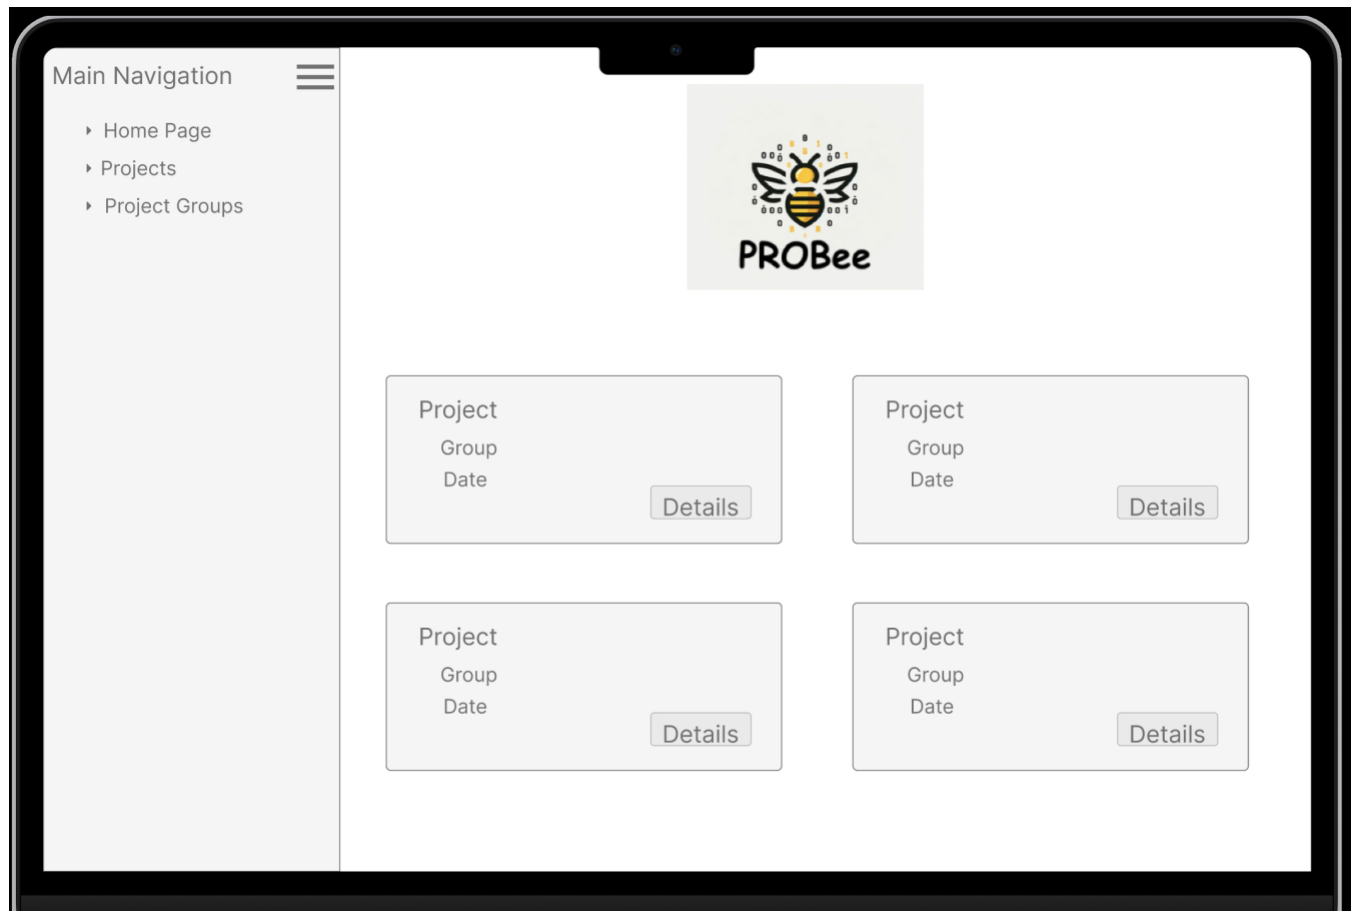 Main Navigation
Home Page
Projects
Project Groups
PROBee
Project
Group
Date
Details
Project
Group
Date
Details
Project
Group
Date
Details
Project
Group
Date
Details